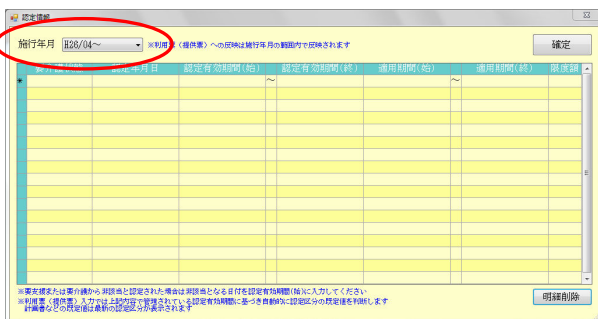 認定情報
施行年月 H26/04～ ※利用票（提供票）への反映は施行年月の範囲内で反映されます 確定
要介護状態 認定年月日 認定有効期間(始) 認定有効期間(終) 適用期間(始) 適用期間(終) 限度額
* ～ ～
※要支援または要介護から非該当と認定された場合は非該当となる日付を認定有効期間(始)に入力してください
※利用票（提供票）入力では上記内容で管理されている認定有効期間に基づき自動的に認定区分の既定値を判断します
計画書などの既定値は最新の認定区分が表示されます
明細削除